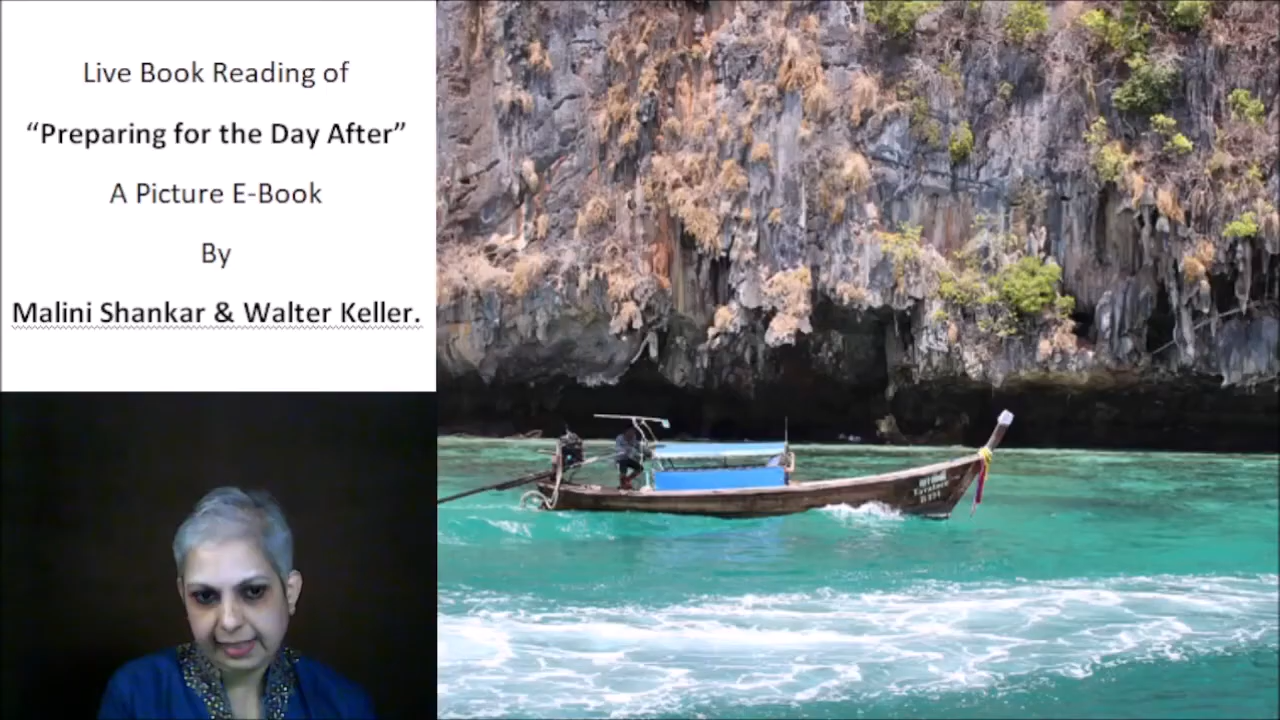 Live Book Reading of
“Preparing for the Day After”
A Picture E-Book
By
Malini Shankar & Walter Keller.